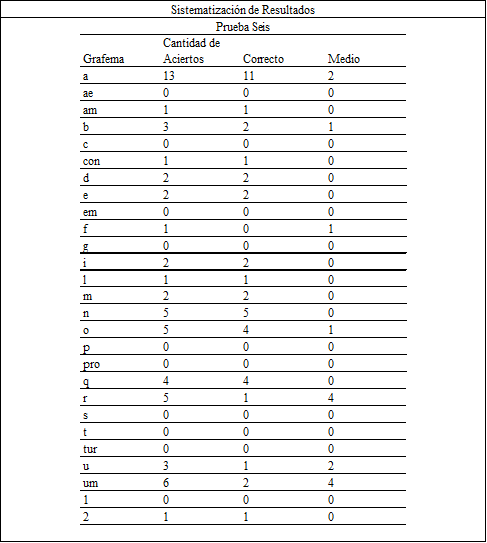 Sistematización de Resultados
Prueba Seis
Grafema Cantidad de Aciertos Correcto Medio
a 13 11 2
ae 0 0 0
am 1 1 0
b 3 2 1
c 0 0 0
con 1 1 0
d 2 2 0
e 2 2 0
em 0 0 0
f 1 0 1
g 0 0 0
i 2 2 0
l 1 1 0
m 2 2 0
n 5 5 0
o 5 4 1
p 0 0 0
pro 0 0 0
q 4 4 0
r 5 1 4
s 0 0 0
t 0 0 0
tur 0 0 0
u 3 1 2
um 6 2 4
1 0 0 0
2 1 1 0